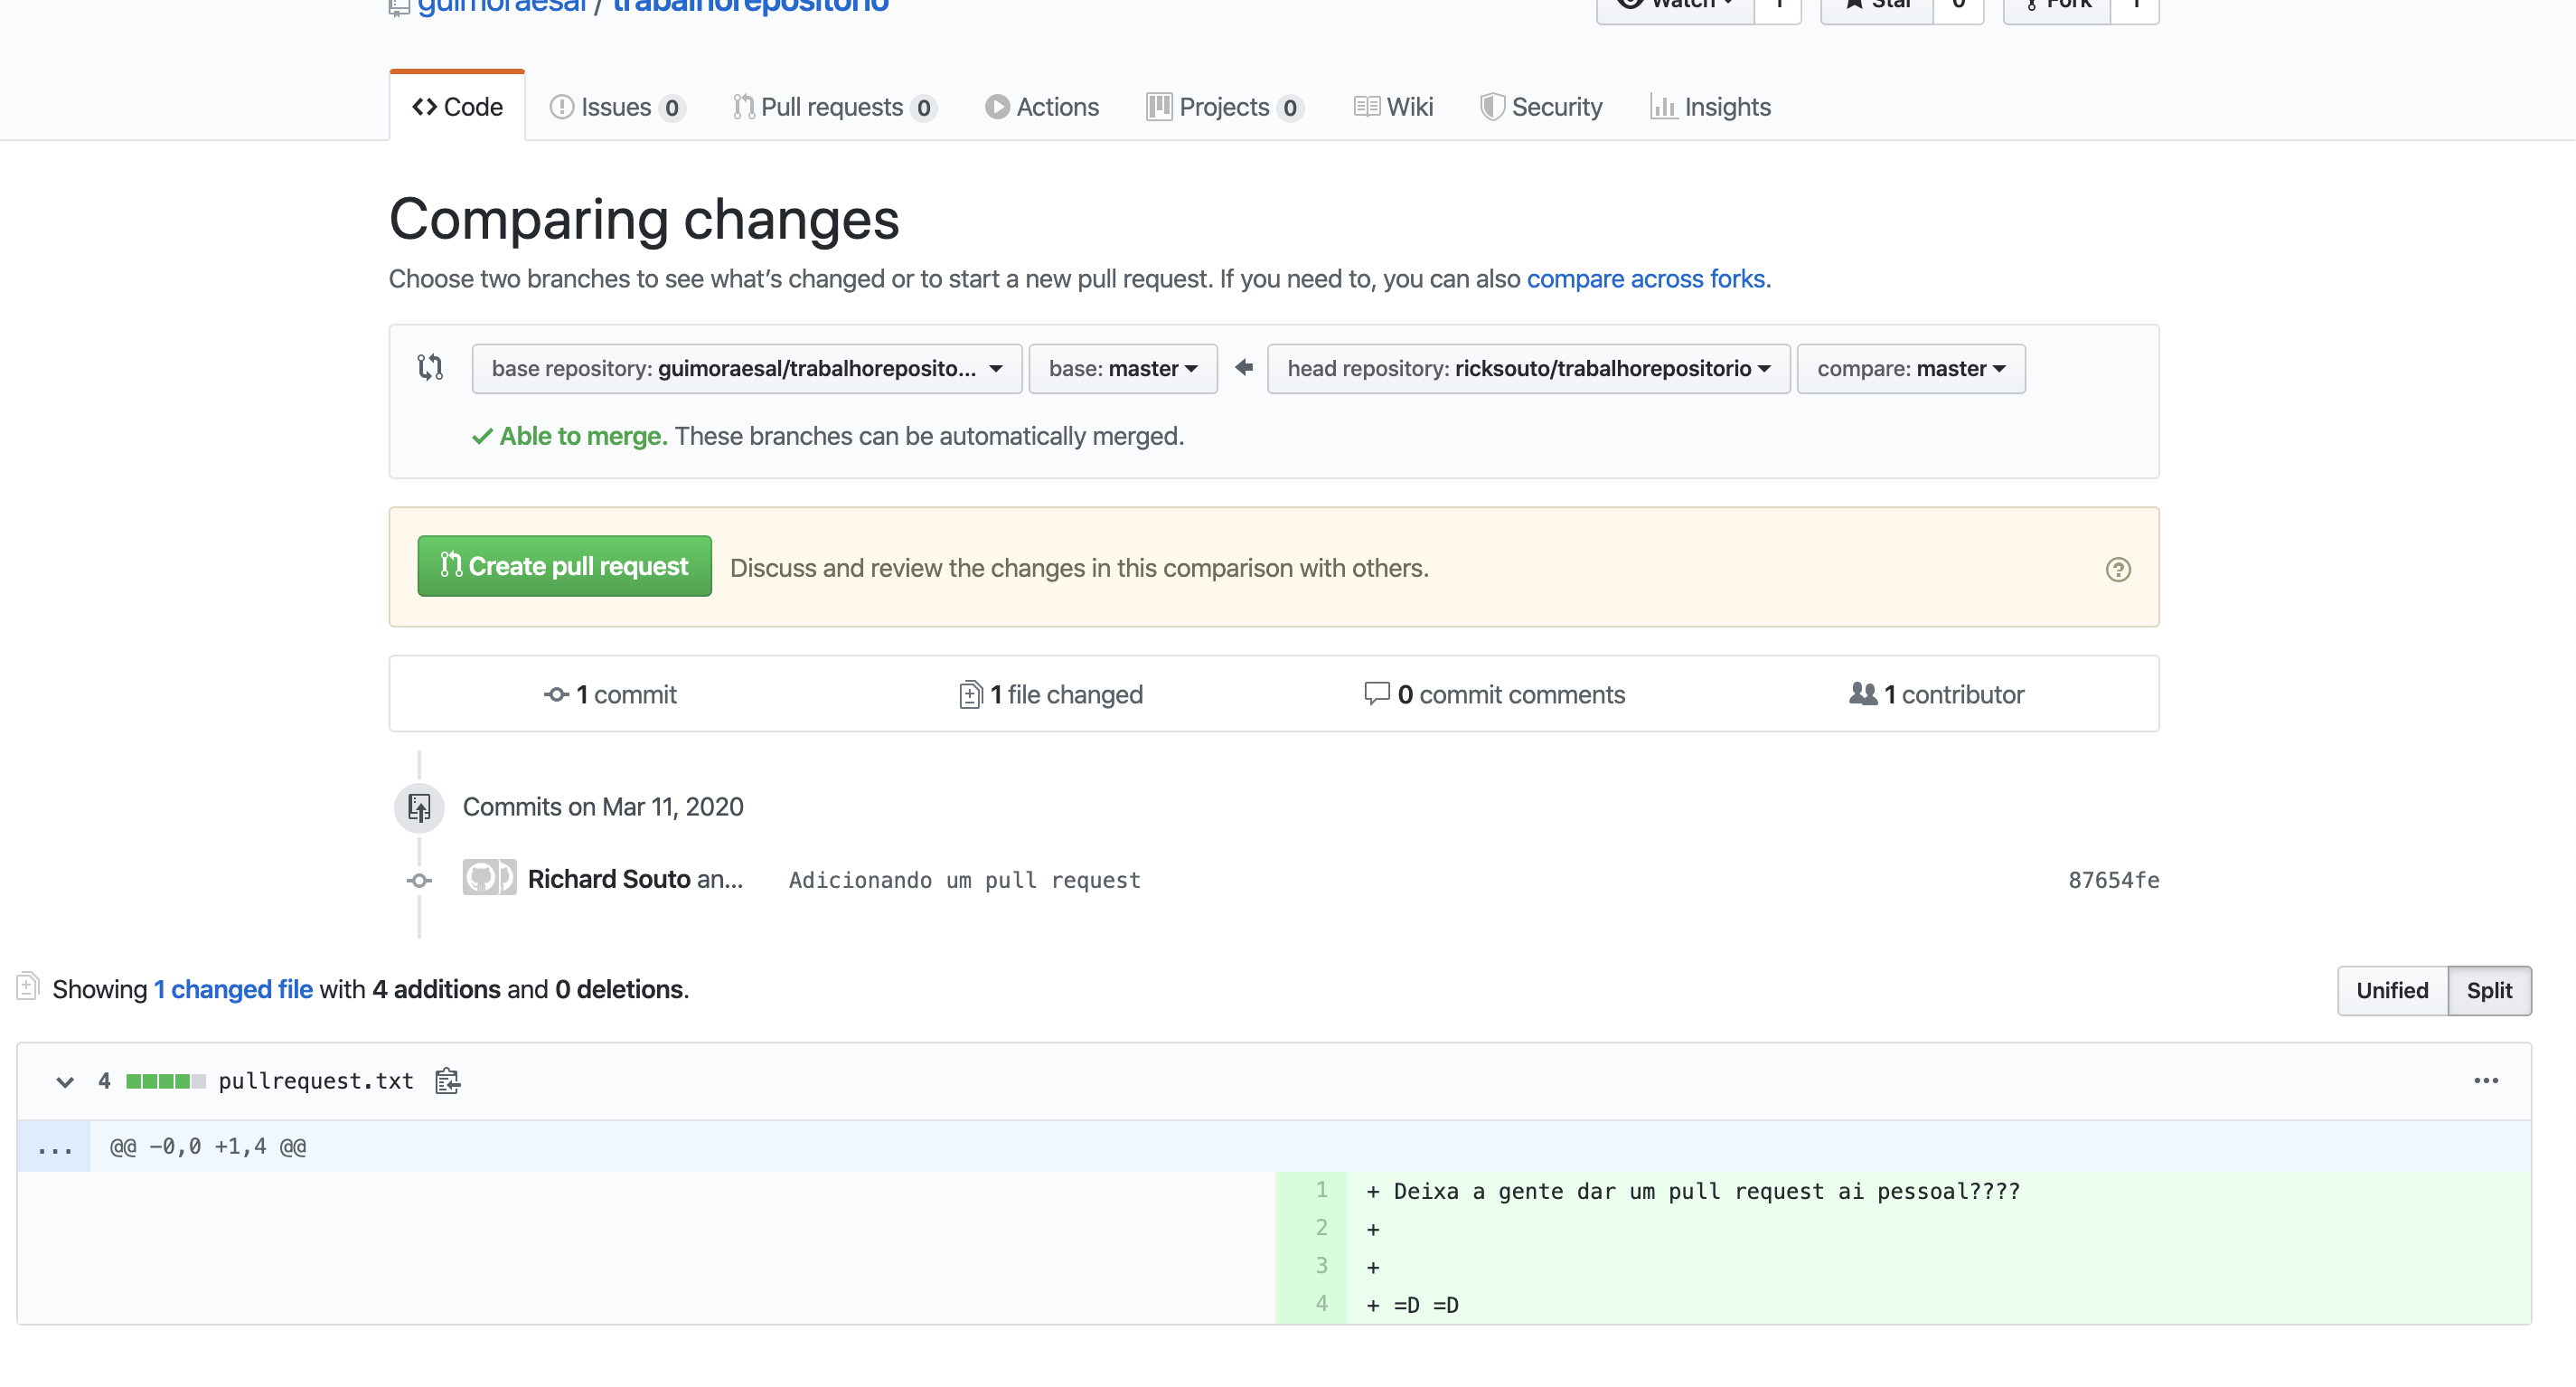 guimoraesal / trabalhorepositorio
Watch 1 Star 0 Fork 1
Code Issues 0 Pull requests 0 Actions Projects 0 Wiki Security Insights
Comparing changes
Choose two branches to see what’s changed or to start a new pull request. If you need to, you can also compare across forks.
base repository: guimoraesal/trabalhoreposito... base: master head repository: ricksouto/trabalhorepositorio compare: master
Able to merge. These branches can be automatically merged.
Create pull request Discuss and review the changes in this comparison with others.
1 commit 1 file changed 0 commit comments 1 contributor
Commits on Mar 11, 2020
Richard Souto an... Adicionando um pull request 87654fe
Showing 1 changed file with 4 additions and 0 deletions. Unified Split
4 pullrequest.txt ...
... @@ -0,0 +1,4 @@
1 + Deixa a gente dar um pull request ai pessoal????
2 +
3 +
4 + =D =D